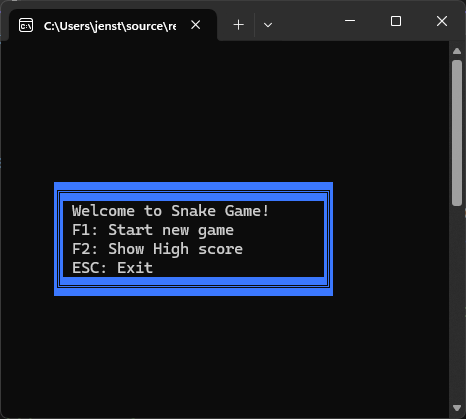 C:\Users\jenst\source\re
Welcome to Snake Game!
F1: Start new game
F2: Show High score
ESC: Exit